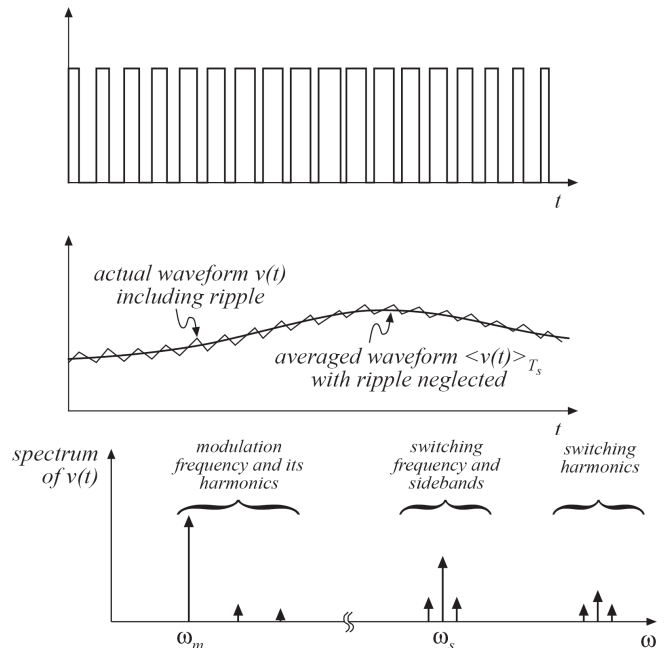 t
actual waveform v(t)
including ripple
averaged waveform <v(t)>Ts
with ripple neglected
t
spectrum
of v(t)
modulation
frequency and its
harmonics
switching
frequency and
sidebands
switching
harmonics
ωm
ωs
ω